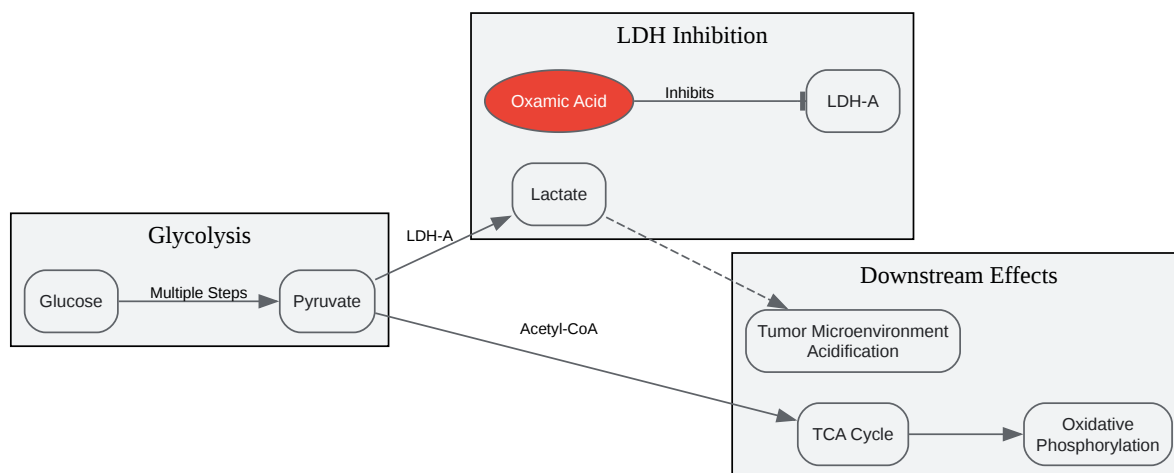 LDH Inhibition
Oxamic Acid
Inhibits
LDH-A
Lactate
Glycolysis
LDH-A
Glucose
Multiple Steps
Pyruvate
Downstream Effects
Acetyl-CoA
Tumor Microenvironment
Acidification
TCA Cycle
Oxidative
Phosphorylation